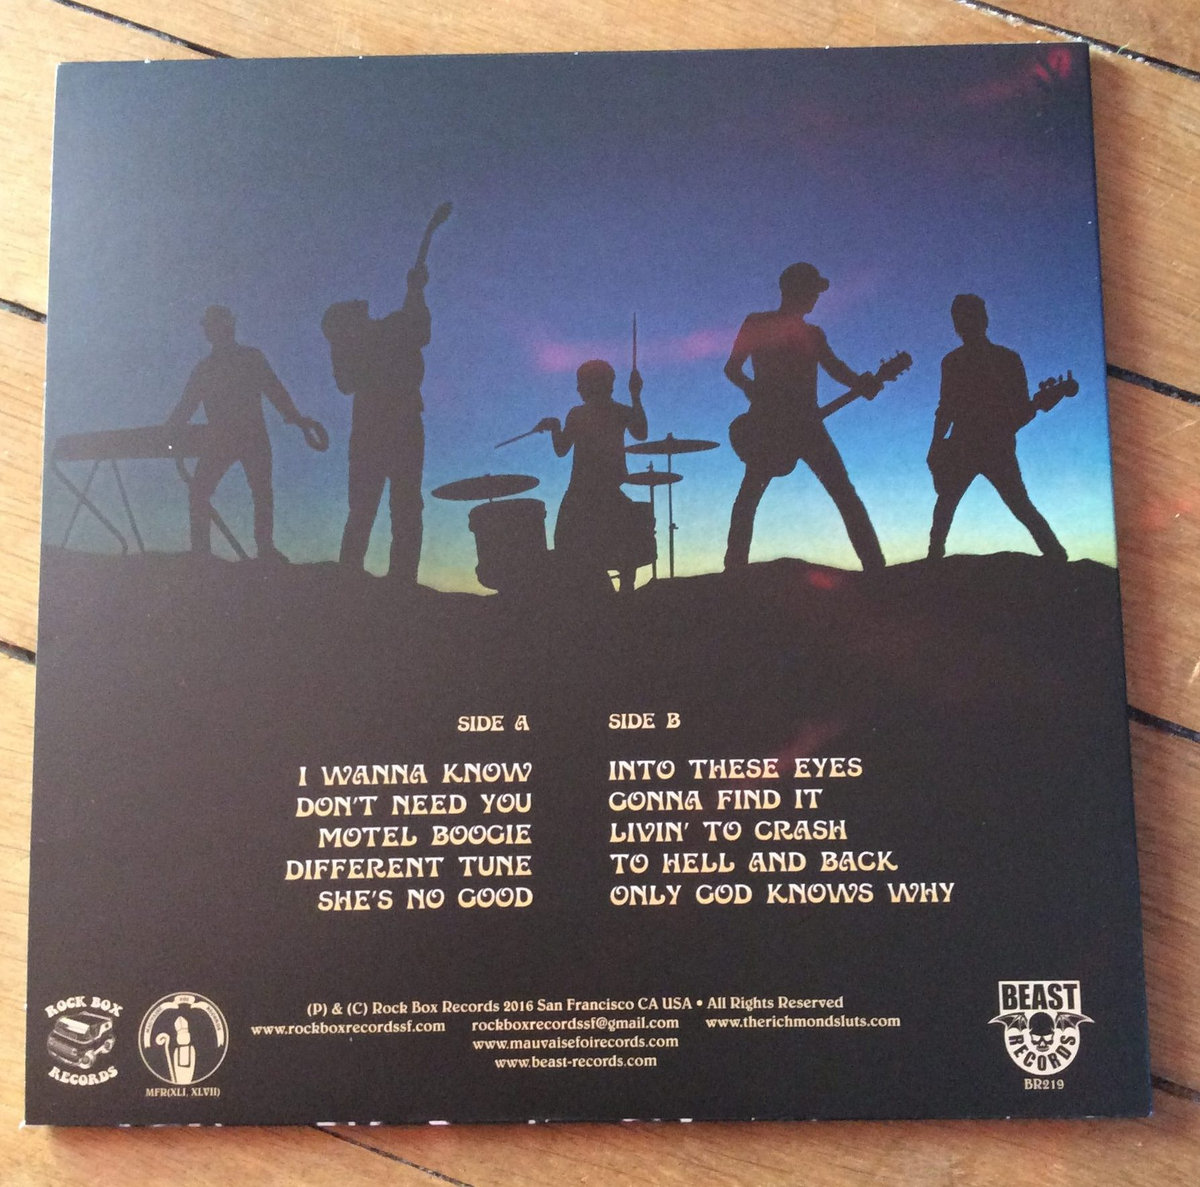 SIDE A
I WANNA KNOW
DON'T NEED YOU
MOTEL BOOGIE
DIFFERENT TUNE
SHE'S NO GOOD
SIDE B
INTO THESE EYES
GONNA FIND IT
LIVIN' TO CRASH
TO HELL AND BACK
ONLY GOD KNOWS WHY
ROCK BOX
RECORDS
MFR(XLI, XLVII)
(P) & (C) Rock Box Records 2016 San Francisco CA USA • All Rights Reserved
www.rockboxrecordssf.com rockboxrecordssf@gmail.com www.therichmondsluts.com
www.mauvaisefoirecords.com
www.beast-records.com
BEAST
RECORDS
BR219